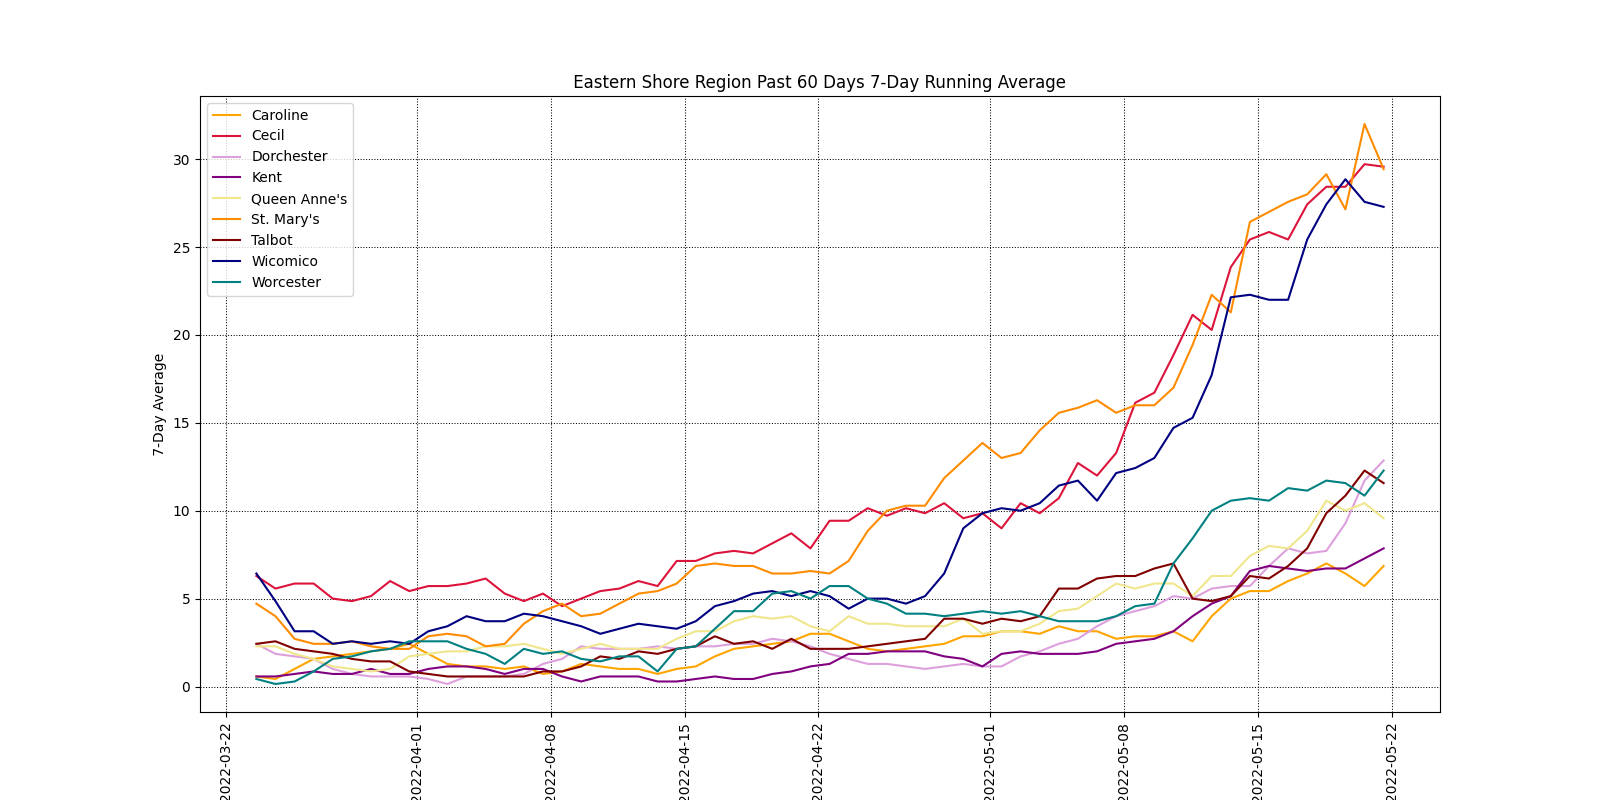 Eastern Shore Region Past 60 Days 7-Day Running Average
Caroline
Cecil
Dorchester
Kent
Queen Anne's
St. Mary's
Talbot
Wicomico
Worcester
30
25
20
15
10
5
0
7-Day Average
2022-03-22
2022-04-01
2022-04-08
2022-04-15
2022-04-22
2022-05-01
2022-05-08
2022-05-15
2022-05-22